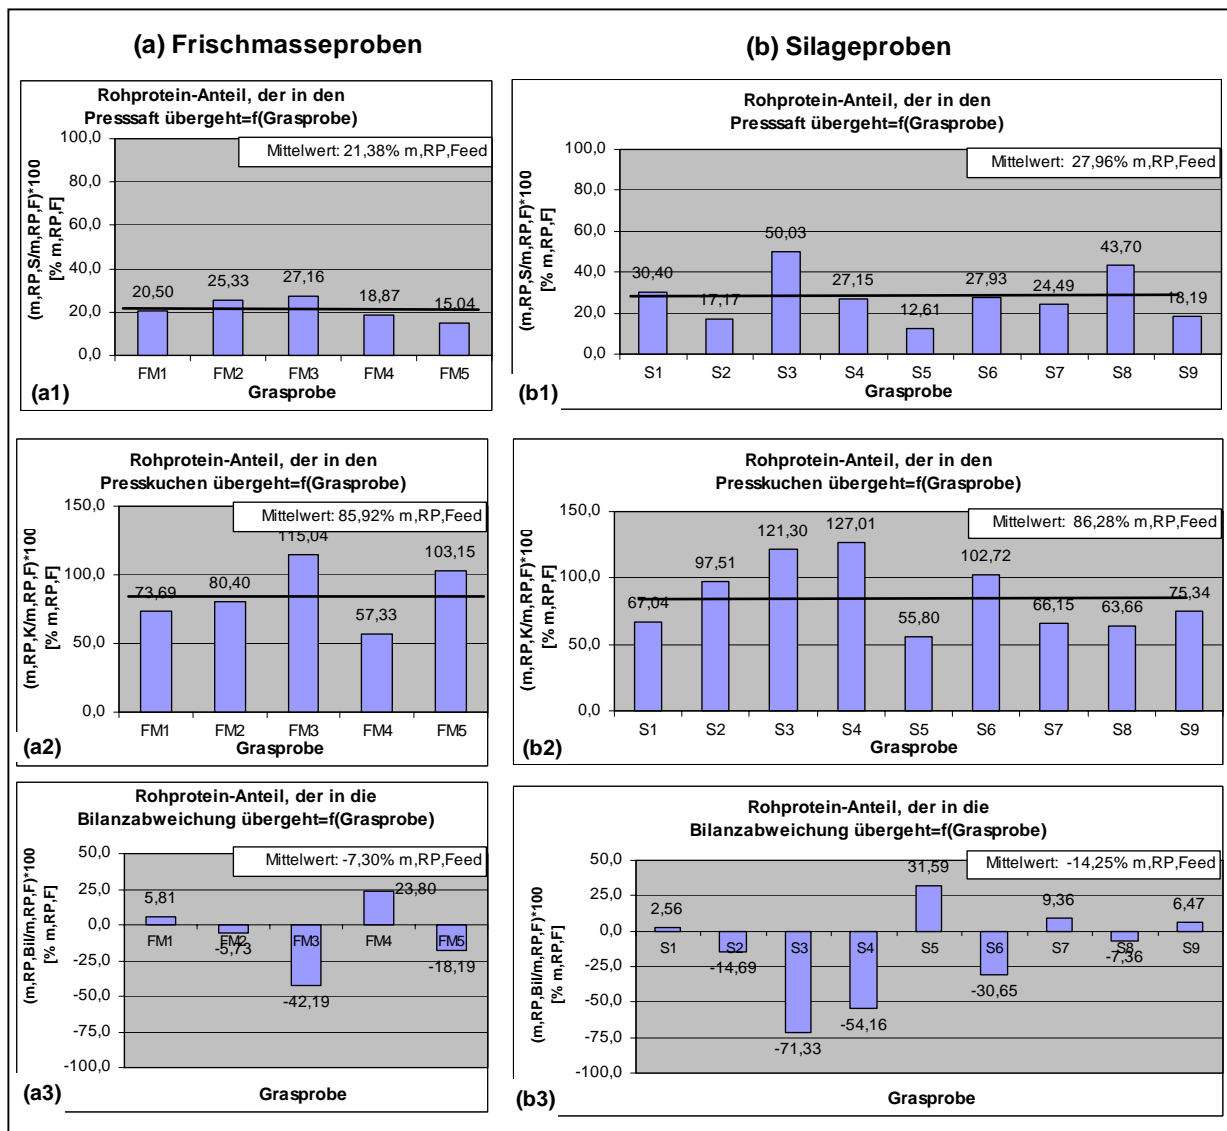 (a) Frischmasseproben
(b) Silageproben
Rohprotein-Anteil, der in den
Presssaft übergeht=f(Grasprobe)
Mittelwert: 21,38% m,RP,Feed
(m,RP,S/m,RP,F)*100
[% m,RP,F]
100,0
80,0
60,0
40,0
20,0
0,0
20,50
25,33
27,16
18,87
15,04
FM1
FM2
FM3
FM4
FM5
Grasprobe
(a1)
Rohprotein-Anteil, der in den
Presssaft übergeht=f(Grasprobe)
Mittelwert: 27,96% m,RP,Feed
(m,RP,S/m,RP,F)*100
[% m,RP,F]
100,0
80,0
60,0
40,0
20,0
0,0
30,40
17,17
50,03
27,15
12,61
27,93
24,49
43,70
18,19
S1
S2
S3
S4
S5
S6
S7
S8
S9
Grasprobe
(b1)
Rohprotein-Anteil, der in den
Presskuchen übergeht=f(Grasprobe)
Mittelwert: 85,92% m,RP,Feed
(m,RP,K/m,RP,F)*100
[% m,RP,F]
150,0
100,0
50,0
0,0
73,69
80,40
115,04
57,33
103,15
FM1
FM2
FM3
FM4
FM5
Grasprobe
(a2)
Rohprotein-Anteil, der in den
Presskuchen übergeht=f(Grasprobe)
Mittelwert: 86,28% m,RP,Feed
(m,RP,K/m,RP,F)*100
[% m,RP,F]
150,0
100,0
50,0
0,0
67,04
97,51
121,30
127,01
55,80
102,72
66,15
63,66
75,34
S1
S2
S3
S4
S5
S6
S7
S8
S9
Grasprobe
(b2)
Rohprotein-Anteil, der in die
Bilanzabweichung übergeht=f(Grasprobe)
Mittelwert: -7,30% m,RP,Feed
(m,RP,Bil/m,RP,F)*100
[% m,RP,F]
50,0
25,0
0,0
-25,0
-50,0
-75,0
-100,0
5,81
-5,73
-42,19
23,80
-18,19
FM1
FM2
FM3
FM4
FM5
Grasprobe
(a3)
Rohprotein-Anteil, der in die
Bilanzabweichung übergeht=f(Grasprobe)
Mittelwert: -14,25% m,RP,Feed
(m,RP,Bil/m,RP,F)*100
[% m,RP,F]
50,0
25,0
0,0
-25,0
-50,0
-75,0
-100,0
2,56
-14,69
-71,33
-54,16
31,59
-30,65
9,36
-7,36
6,47
S1
S2
S3
S4
S5
S6
S7
S8
S9
Grasprobe
(b3)